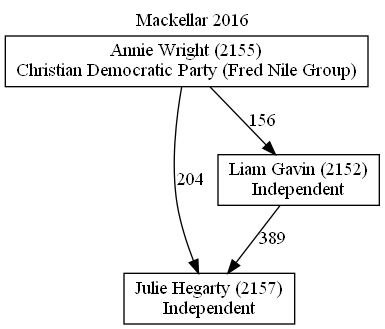 Mackellar 2016
Annie Wright (2155)
Christian Democratic Party (Fred Nile Group)
156
Liam Gavin (2152)
Independent
204
389
Julie Hegarty (2157)
Independent